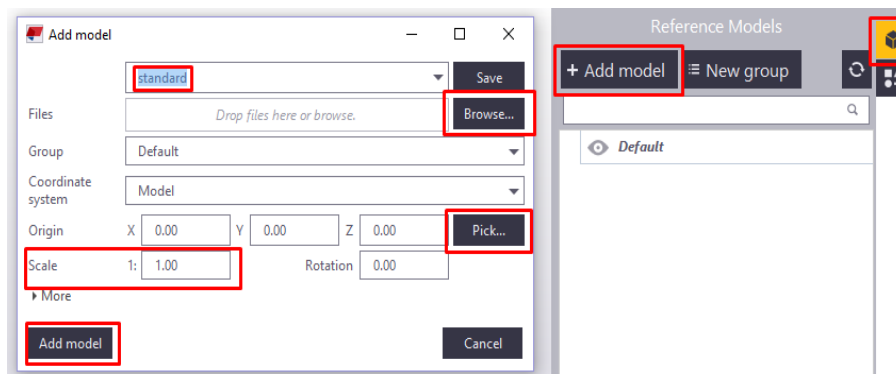 Add model
standard
Save
Files
Drop files here or browse.
Browse...
Group
Default
Coordinate
system
Model
Origin
X 0.00 Y 0.00 Z 0.00
Pick...
Scale
1: 1.00
Rotation 0.00
More
Add model
Cancel
Reference Models
+ Add model
New group
Default